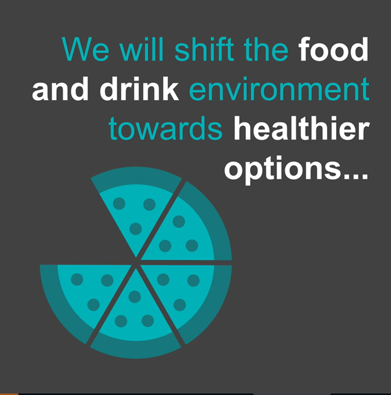 We will shift the food
and drink environment
towards healthier
options...